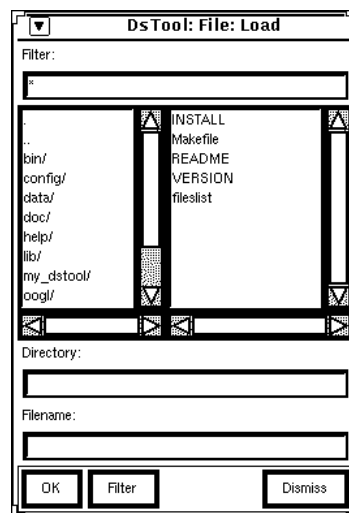 DsTool: File: Load
Filter:
*
.
..
bin/
config/
data/
doc/
help/
lib/
my_dstool/
oogl/
INSTALL
Makefile
README
VERSION
fileslist
Directory:
Filename:
OK Filter Dismiss